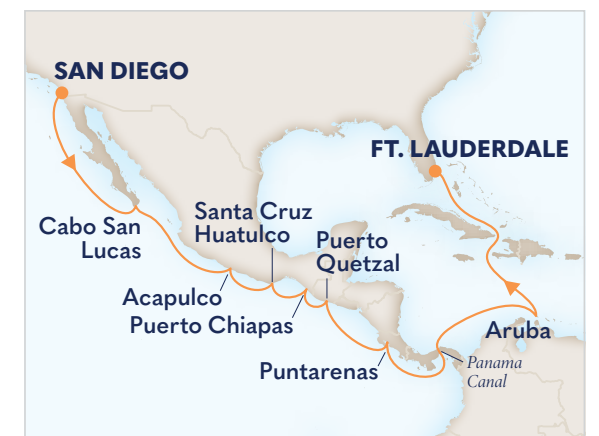 SAN DIEGO
FT. LAUDERDALE
Cabo San
Lucas
Santa Cruz
Huatulco
Puerto
Quetzal
Acapulco
Puerto Chiapas
Puntarenas
Aruba
Panama
Canal